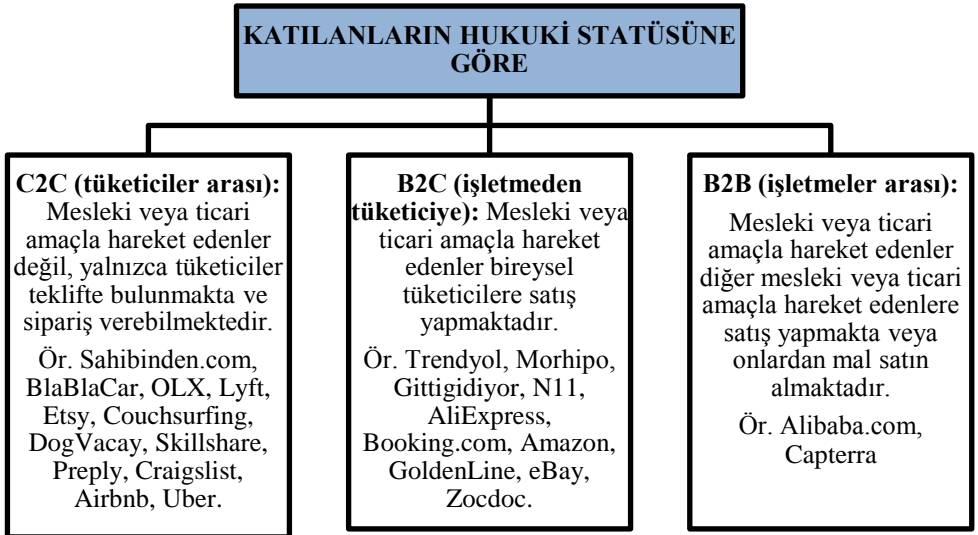 KATILANLARIN HUKUKİ STATÜSÜNE
GÖRE
C2C (tüketiciler arası):
Mesleki veya ticari
amaçla hareket edenler
değil, yalnızca tüketiciler
teklifte bulunmakta ve
sipariş verebilmektedir.
Ör. Sahibinden.com,
BlaBlaCar, OLX, Lyft,
Etsy, Couchsurfing,
DogVacay, Skillshare,
Preply, Craigslist,
Airbnb, Uber.
B2C (işletmeden
tüketiciye): Mesleki veya
ticari amaçla hareket
edenler bireysel
tüketicilere satış
yapmaktadır.
Ör. Trendyol, Morhipo,
Gittigidiyor, N11,
AliExpress,
Booking.com, Amazon,
GoldenLine, eBay,
Zocdoc.
B2B (işletmeler arası):
Mesleki veya ticari
amaçla hareket edenler
diğer mesleki veya ticari
amaçla hareket edenlere
satış yapmakta veya
onlardan mal satın
almaktadır.
Ör. Alibaba.com,
Capterra